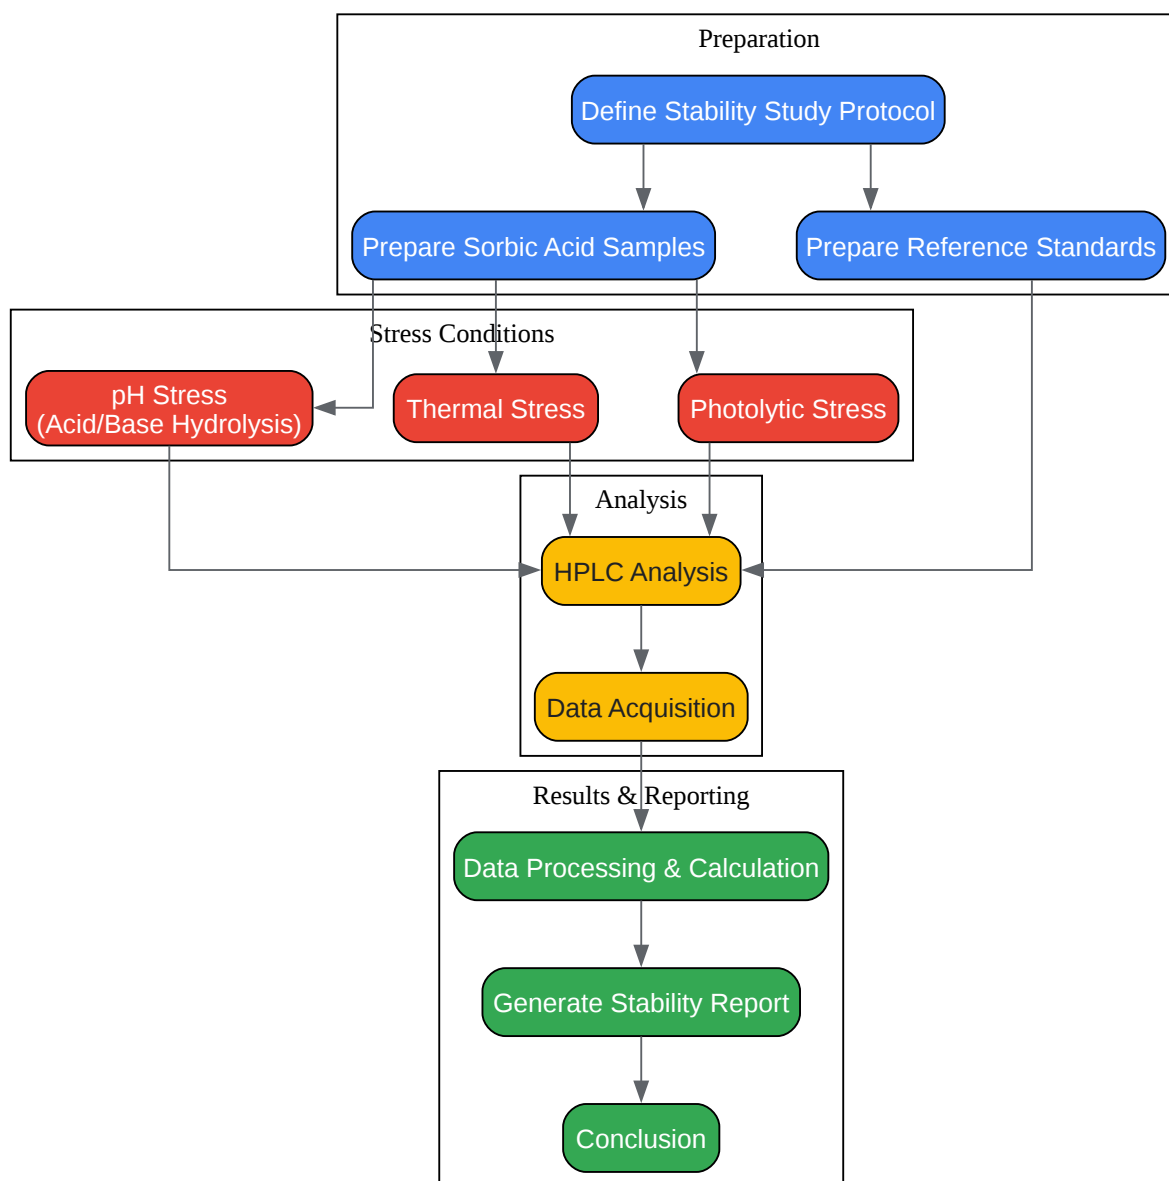 Preparation
Define Stability Study Protocol
Prepare Sorbic Acid Samples
Prepare Reference Standards
Stress Conditions
pH Stress
(Acid/Base Hydrolysis)
Thermal Stress
Photolytic Stress
Analysis
HPLC Analysis
Data Acquisition
Results & Reporting
Data Processing & Calculation
Generate Stability Report
Conclusion